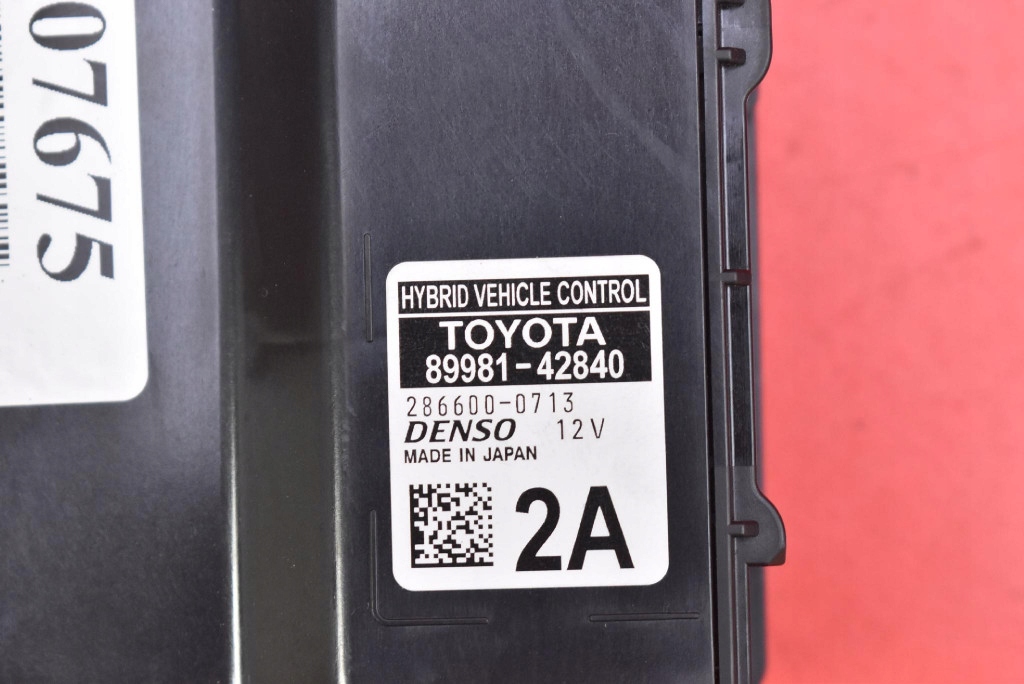 07675
HYBRID VEHICLE CONTROL
TOYOTA
89981-42840
286600-0713
DENSO 12V
MADE IN JAPAN
2A